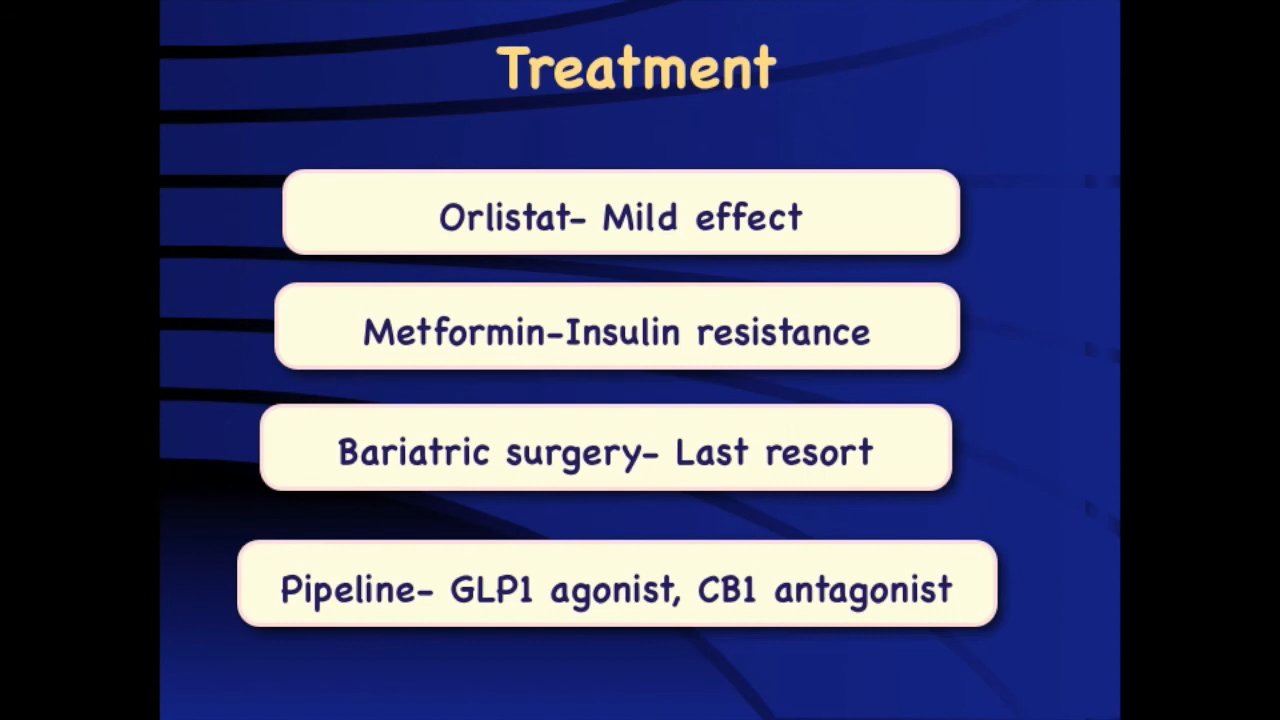 Treatment
Orlistat- Mild effect
Metformin-Insulin resistance
Bariatric surgery- Last resort
Pipeline- GLP1 agonist, CB1 antagonist